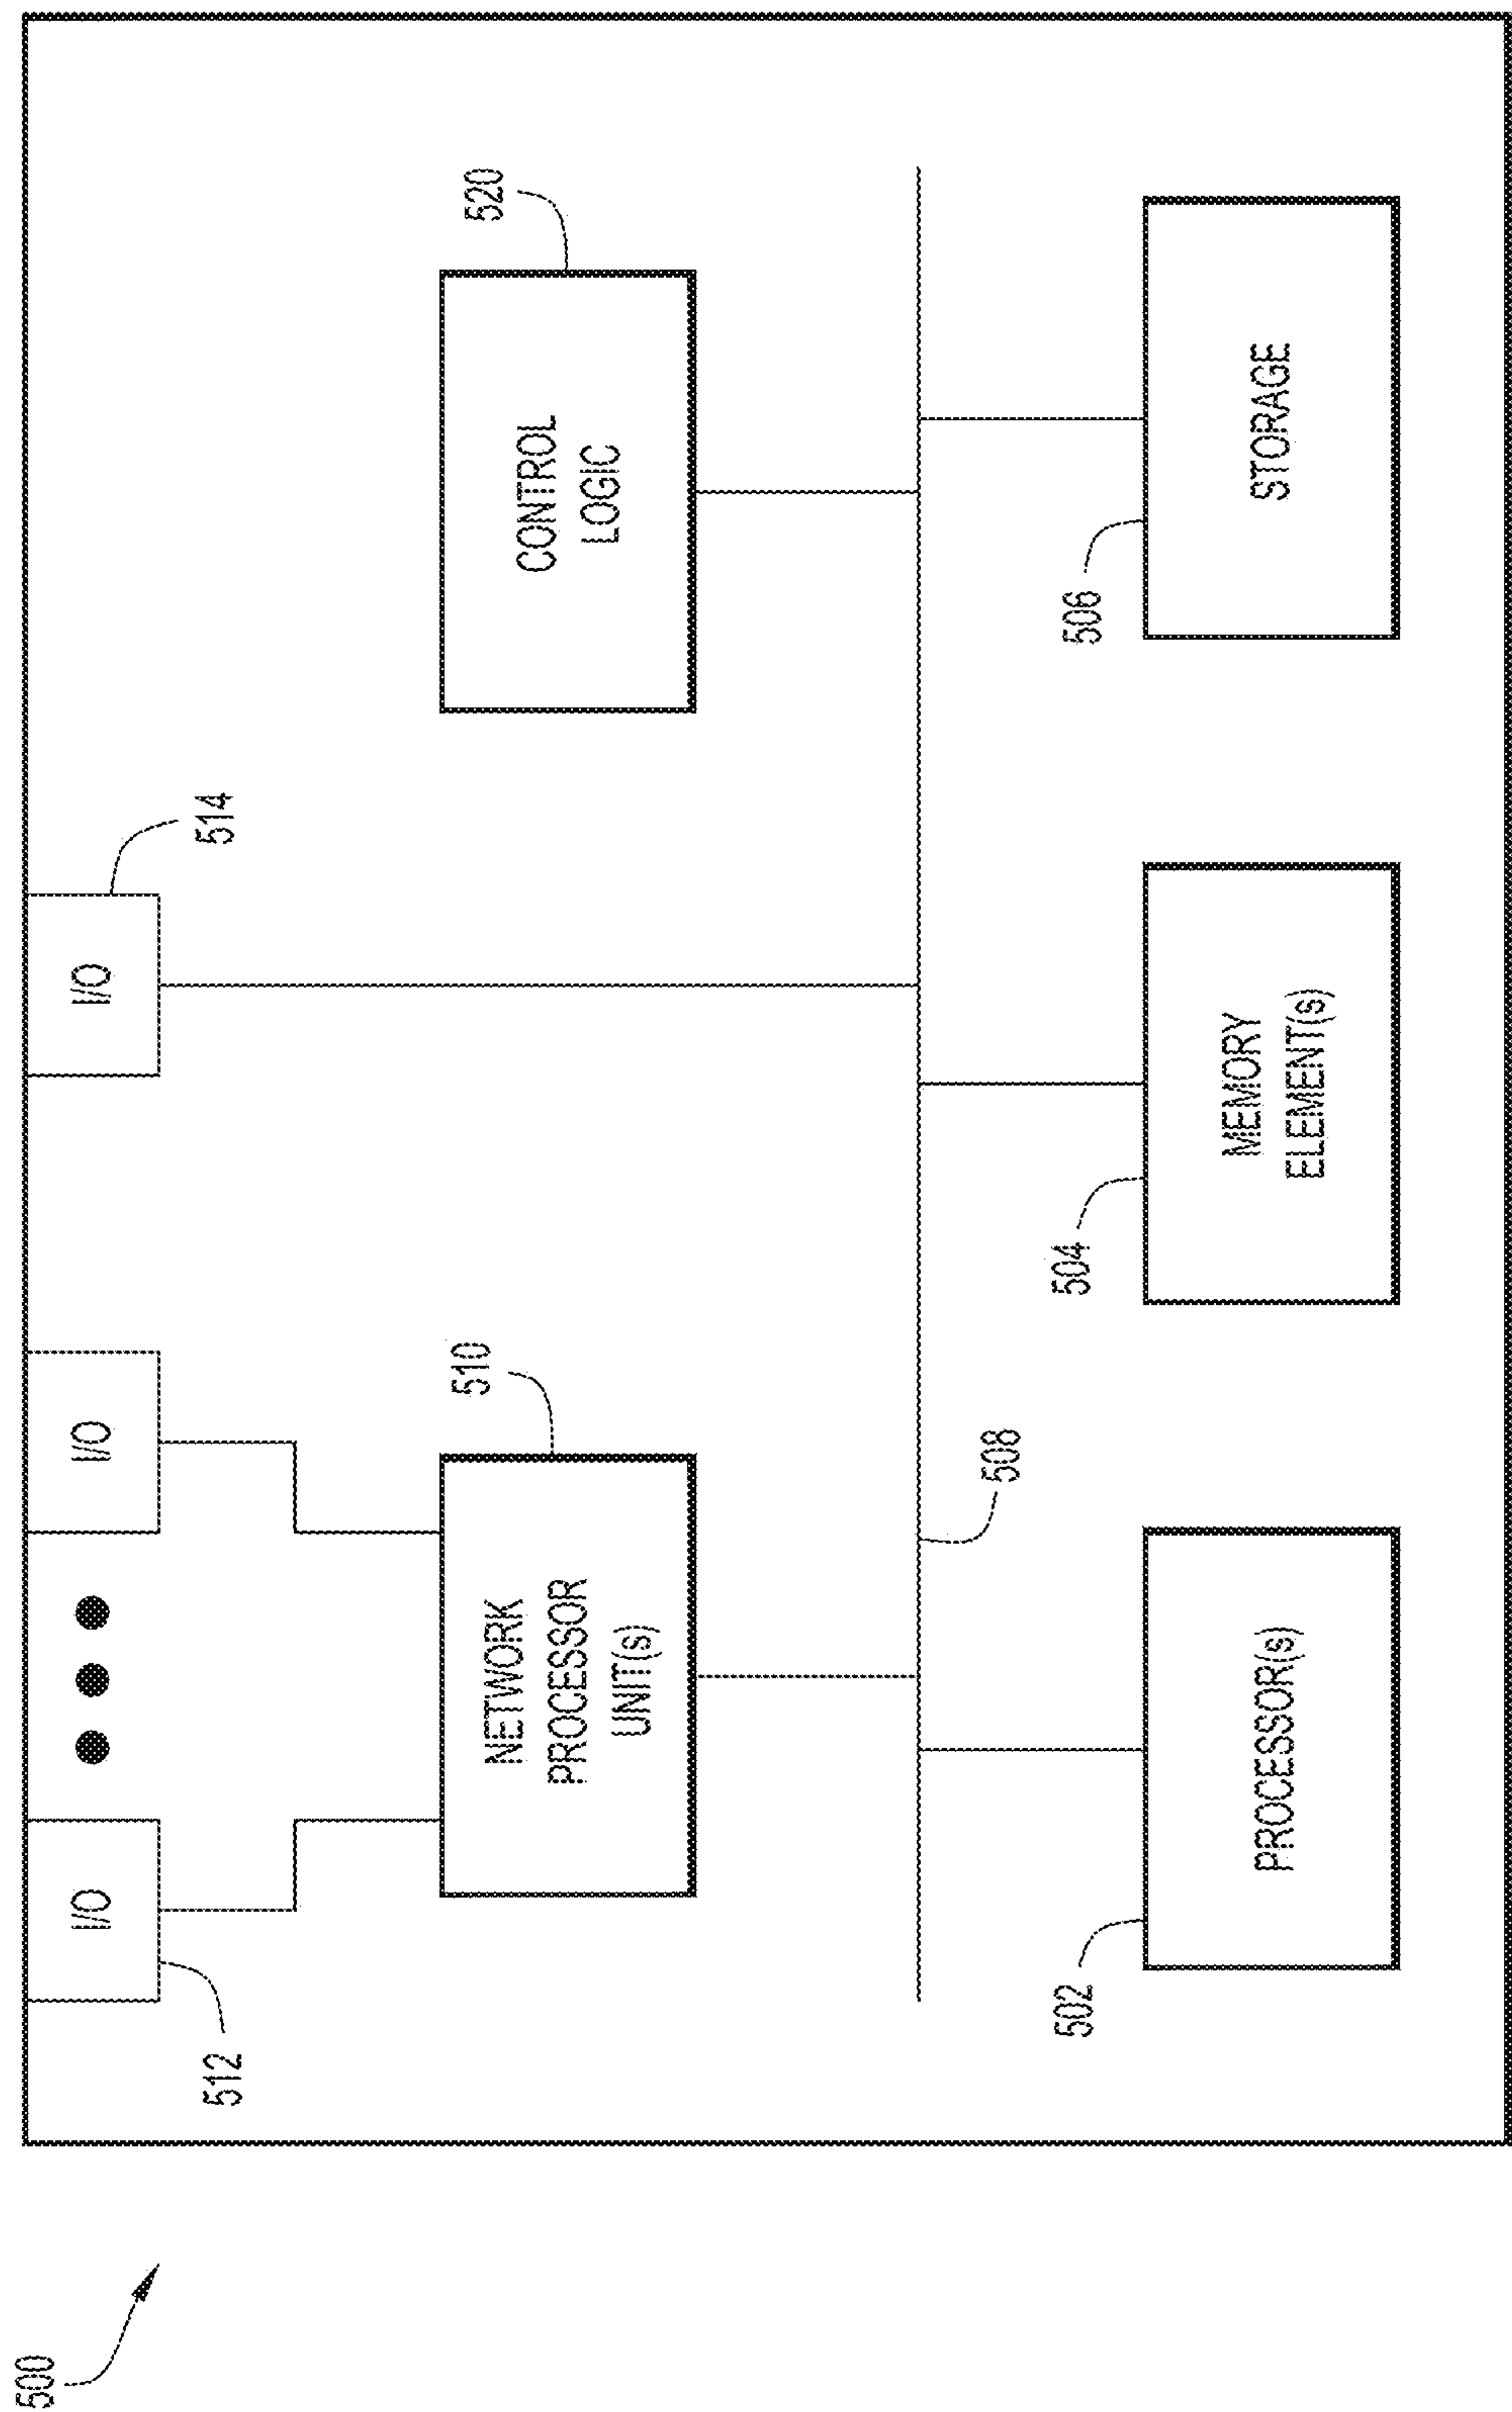 500
512
I/O
I/O
I/O
514
NETWORK
PROCESSOR
UNIT(s)
510
CONTROL
LOGIC
520
508
502
PROCESSOR(s)
504
MEMORY
ELEMENT(s)
506
STORAGE